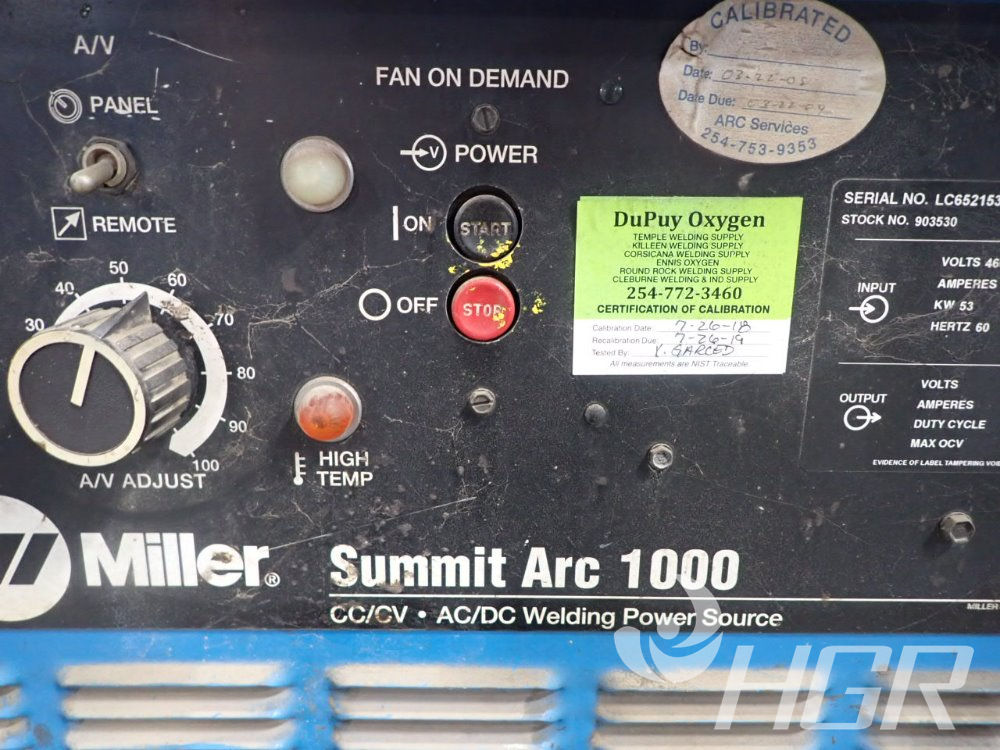 A/V
PANEL
REMOTE
30
40
50
60
70
80
90
100
A/V ADJUST
FAN ON DEMAND
V
POWER
ON
START
OFF
STOP
HIGH
TEMP
CALIBRATED
By:
Date: 03-22-08
Date Due:
ARC Services
254-753-9353
DuPuy Oxygen
TEMPLE WELDING SUPPLY
KILLEEN WELDING SUPPLY
CORSICANA WELDING SUPPLY
ENNIS OXYGEN
ROUND ROCK WELDING SUPPLY
CLEBURNE WELDING & IND SUPPLY
254-772-3460
CERTIFICATION OF CALIBRATION
Calibration Date: 7-26-18
Recalibration Due: 7-26-19
Tested By: Y. GARCED
All measurements are NIST Traceable
SERIAL NO. LC652153
STOCK NO. 903530
INPUT
VOLTS 46
AMPERES
KW 53
HERTZ 60
OUTPUT
VOLTS
AMPERES
DUTY CYCLE
MAX OCV
EVIDENCE OF LABEL TAMPERING VOI
Miller®
Summit Arc 1000
CC/CV • AC/DC Welding Power Source
MILLER
HGR